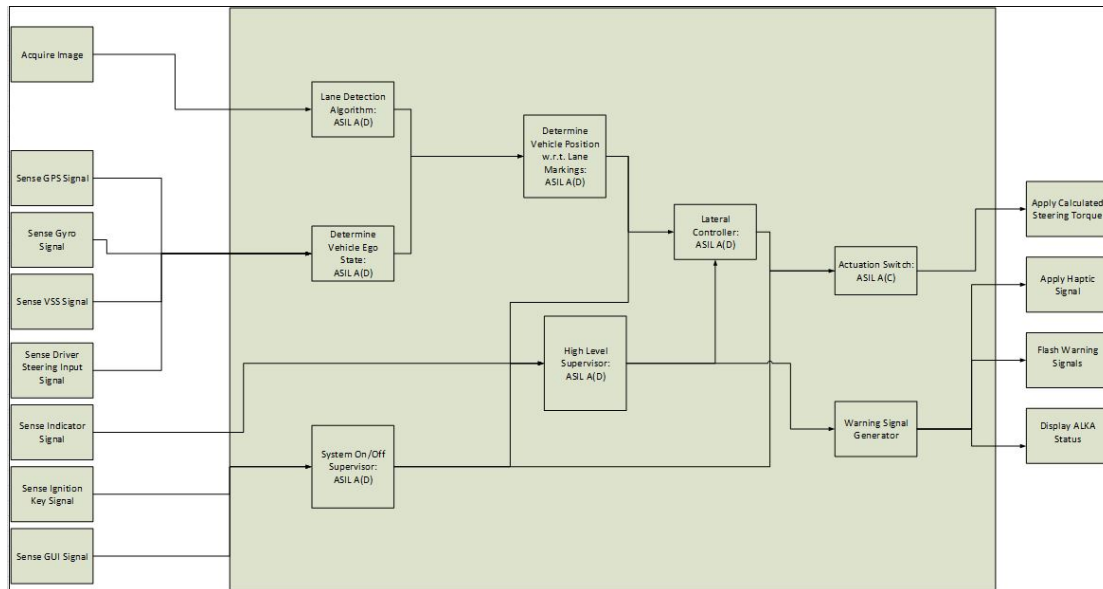 Acquire Image
Sense GPS Signal
Sense Gyro
Signal
Sense VSS Signal
Sense Driver
Steering Input
Signal
Sense Indicator
Signal
Sense Ignition
Key Signal
Sense GUI Signal
Lane Detection
Algorithm:
ASIL A(D)
Determine
Vehicle Ego
State:
ASIL A(D)
System On/Off
Supervisor:
ASIL A(D)
Determine
Vehicle Position
w.r.t. Lane
Markings:
ASIL A(D)
High Level
Supervisor:
ASIL A(D)
Lateral
Controller:
ASIL A(D)
Actuation Switch:
ASIL A(C)
Warning Signal
Generator
Apply Calculated
Steering Torque
Apply Haptic
Signal
Flash Warning
Signals
Display ALKA
Status